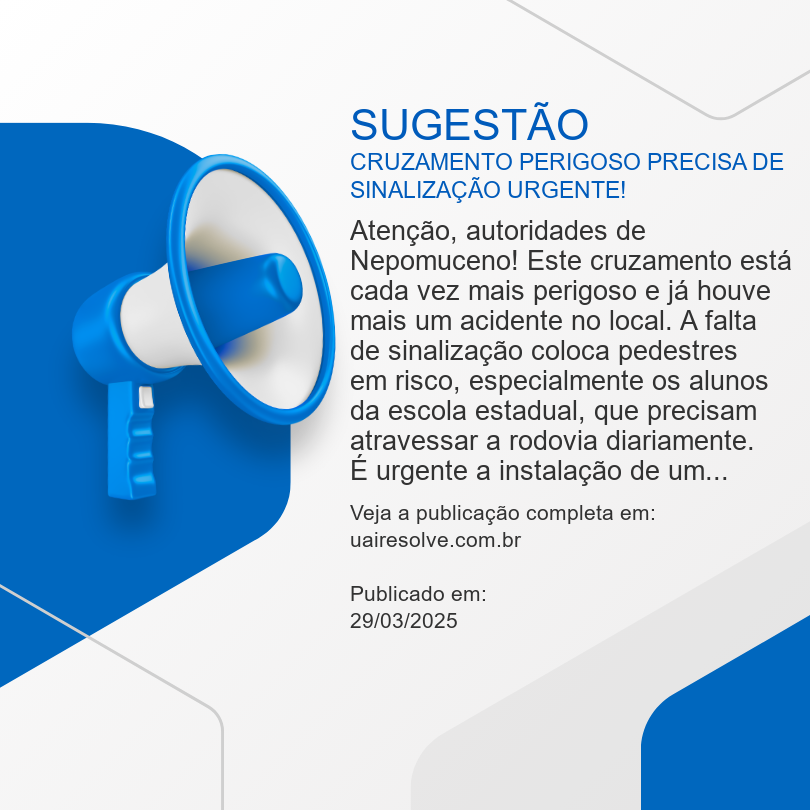 SUGESTÃO
CRUZAMENTO PERIGOSO PRECISA DE
SINALIZAÇÃO URGENTE!
Atenção, autoridades de
Nepomuceno! Este cruzamento está
cada vez mais perigoso e já houve
mais um acidente no local. A falta
de sinalização coloca pedestres
em risco, especialmente os alunos
da escola estadual, que precisam
atravessar a rodovia diariamente.
É urgente a instalação de um...
Veja a publicação completa em:
uairesolve.com.br
Publicado em:
29/03/2025